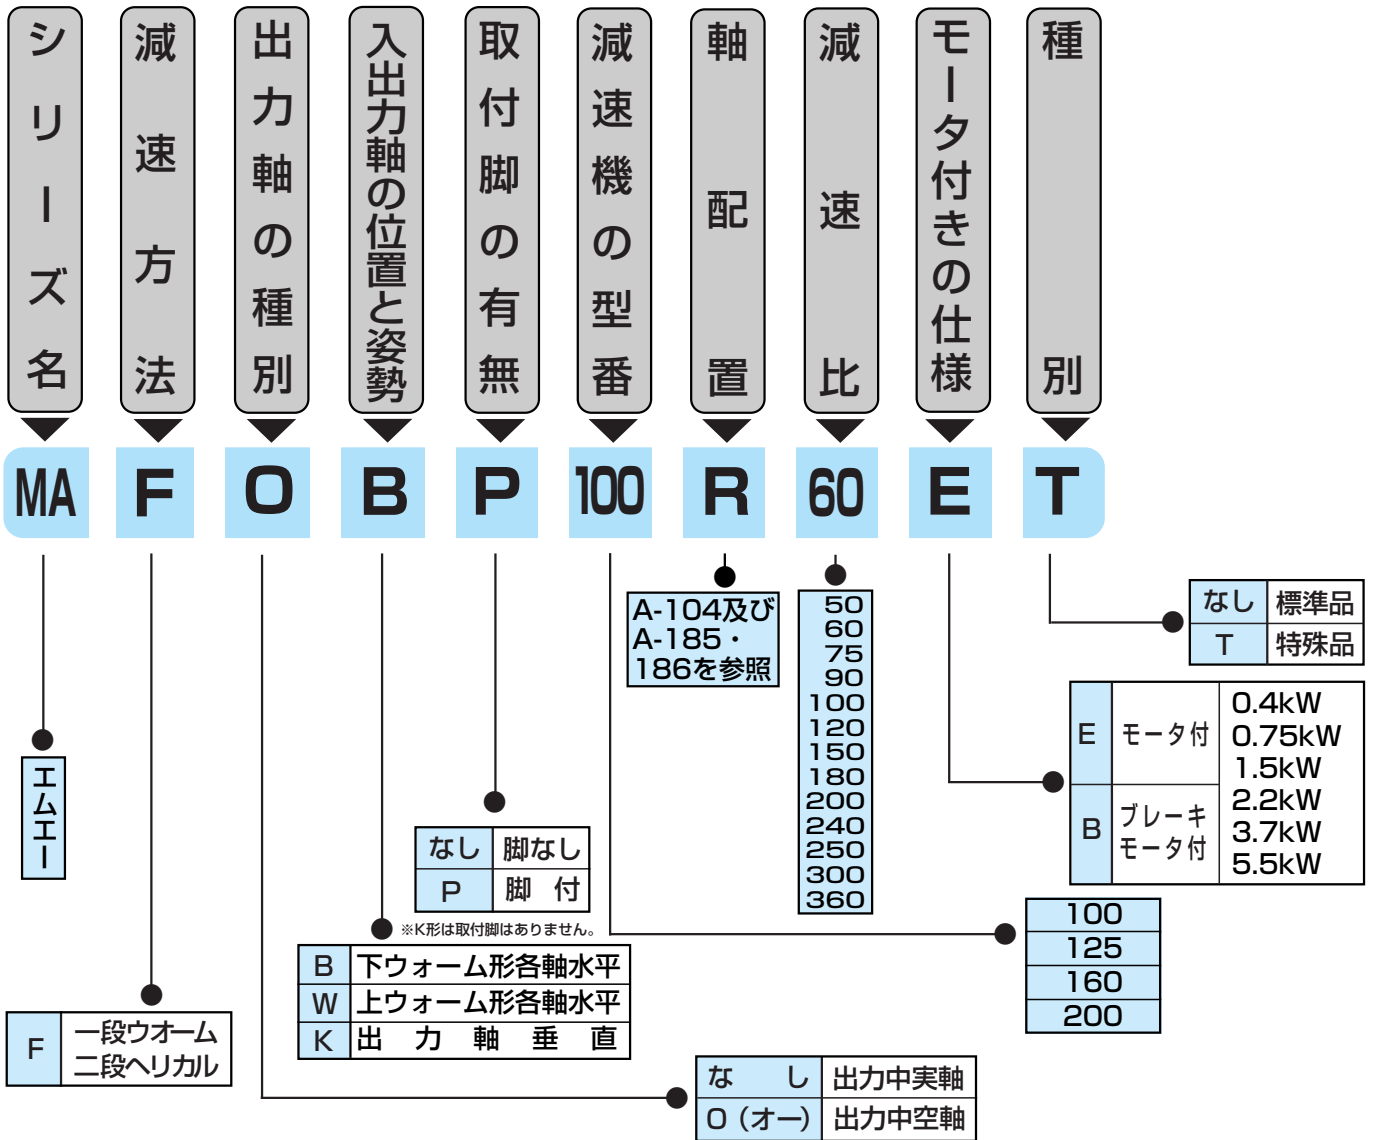 シリーズ名
減速方法
出力軸の種別
入出力軸の位置と姿勢
取付脚の有無
減速機の型番
軸配置
減速比
モータ付きの仕様
種別
MA F O B P 100 R 60 E T
エムエー
F 一段ウオーム
二段ヘリカル
な し 出力中実軸
O（オー） 出力中空軸
B 下ウォーム形各軸水平
W 上ウォーム形各軸水平
K 出力軸垂直
なし 脚なし
P 脚付
※K形は取付脚はありません。
100
125
160
200
A-104及び
A-185・
186を参照
50
60
75
90
100
120
150
180
200
240
250
300
360
E モータ付
B ブレーキ
モータ付
0.4kW
0.75kW
1.5kW
2.2kW
3.7kW
5.5kW
なし 標準品
T 特殊品